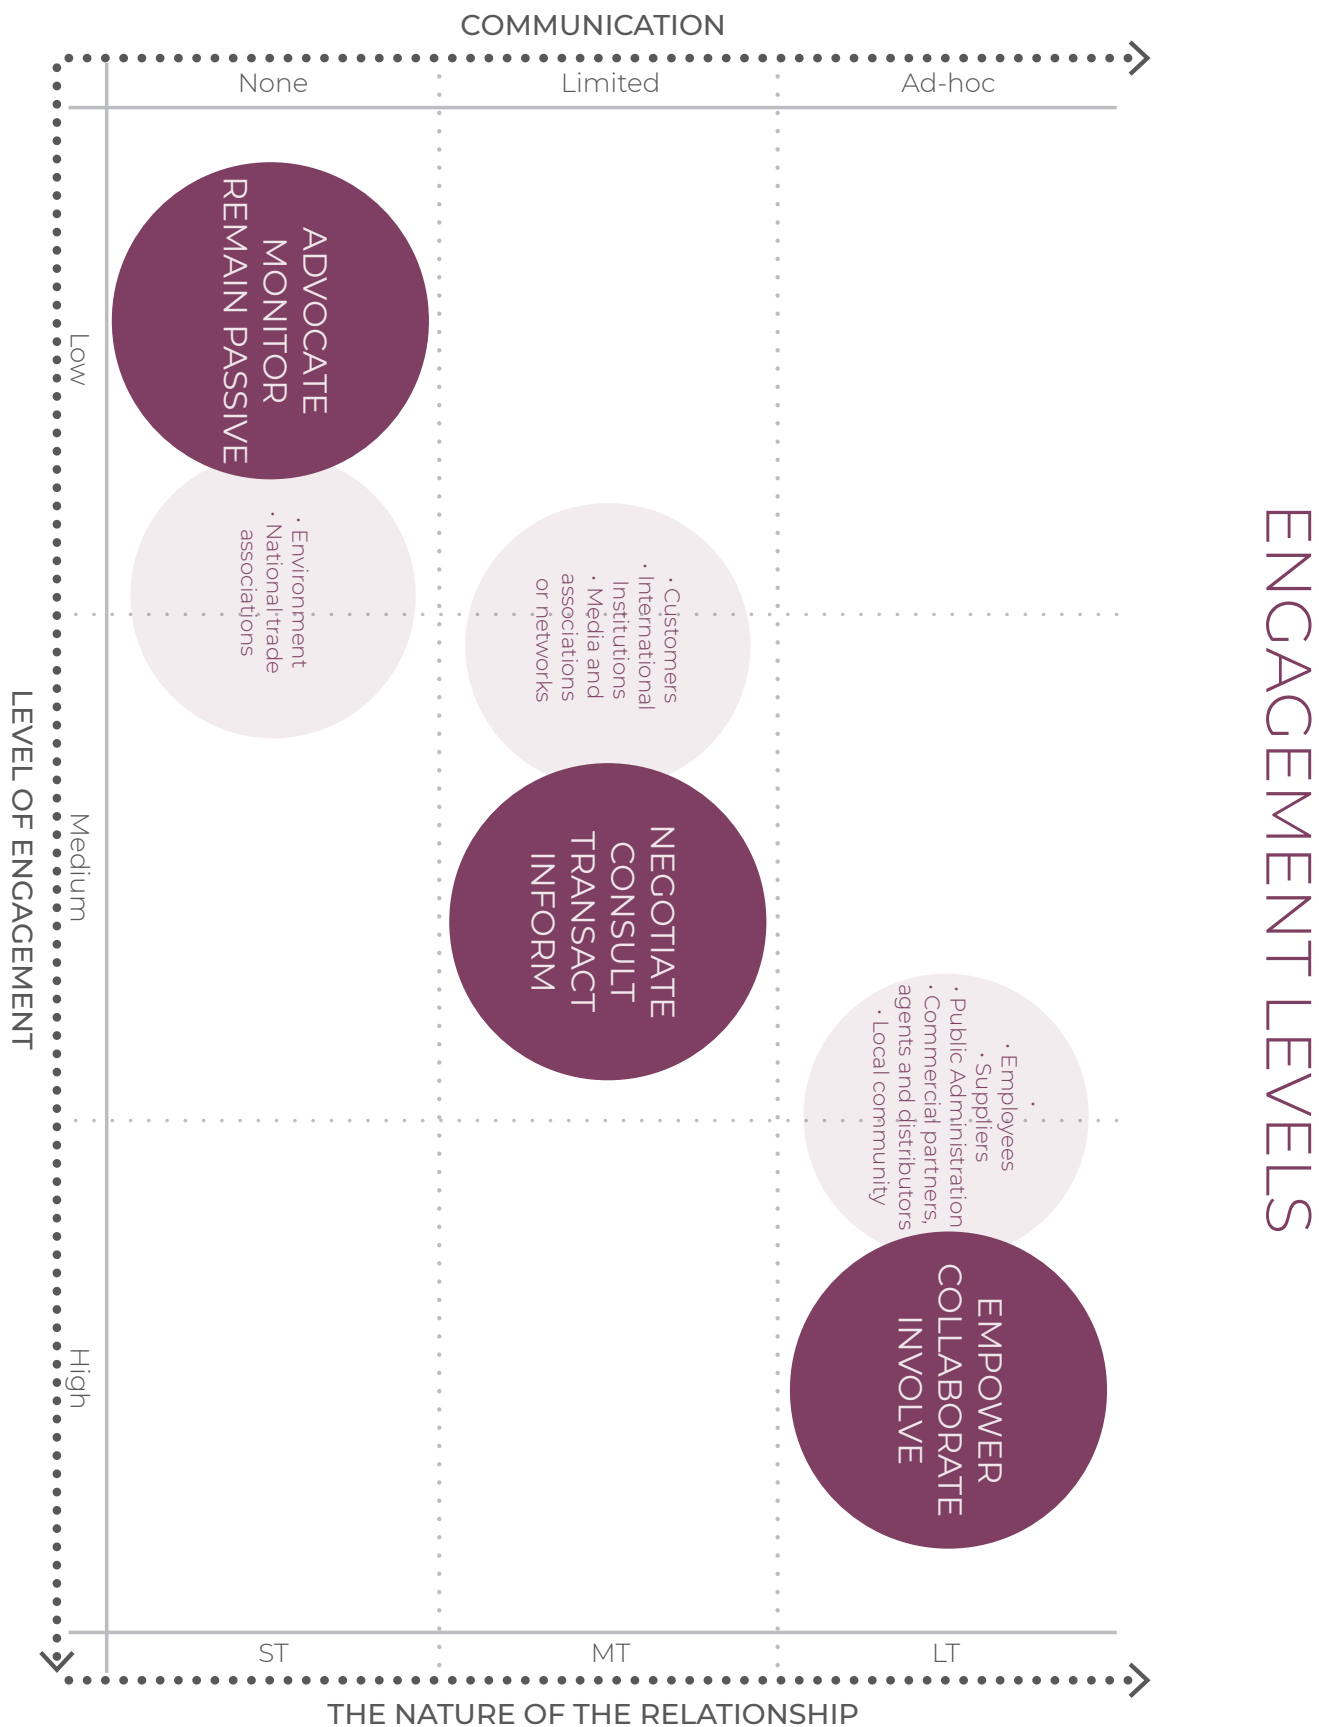 COMMUNICATION
None
Limited
Ad-hoc
ENGAGEMENT LEVELS
LEVEL OF ENGAGEMENT
Low
Medium
High
ADVOCATE
MONITOR
REMAIN PASSIVE
· Environment
· National trade
associations
· Customers
· International
Institutions
· Media and
associations
or networks
NEGOTIATE
CONSULT
TRANSACT
INFORM
·
· Employees
· Suppliers
· Public Administration
· Commercial partners,
agents and distributors
· Local community
EMPOWER
COLLABORATE
INVOLVE
ST
MT
LT
THE NATURE OF THE RELATIONSHIP